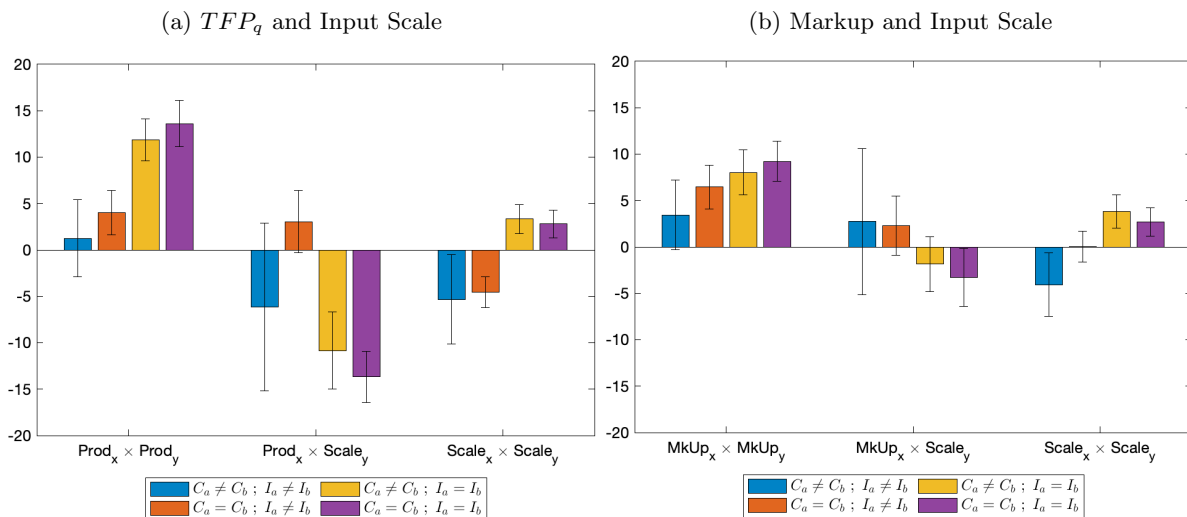 (a) TFP_q and Input Scale
20
15
10
5
0
-5
-10
-15
-20
Prod_x × Prod_y
Prod_x × Scale_y
Scale_x × Scale_y
C_a ≠ C_b ; I_a ≠ I_b
C_a ≠ C_b ; I_a = I_b
C_a = C_b ; I_a ≠ I_b
C_a = C_b ; I_a = I_b
(b) Markup and Input Scale
20
15
10
5
0
-5
-10
-15
-20
MkUp_x × MkUp_y
MkUp_x × Scale_y
Scale_x × Scale_y
C_a ≠ C_b ; I_a ≠ I_b
C_a ≠ C_b ; I_a = I_b
C_a = C_b ; I_a ≠ I_b
C_a = C_b ; I_a = I_b